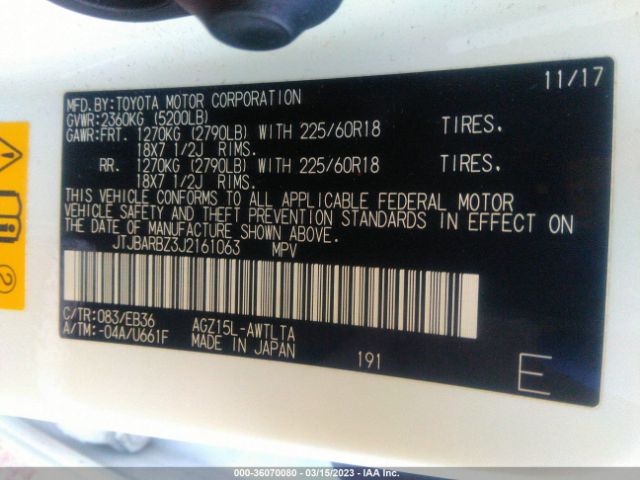 11/17
MFD.BY:TOYOTA MOTOR CORPORATION
GVWR:2360KG (5200LB)
GAWR:FRT. 1270KG (2790LB) WITH 225/60R18 TIRES.
18X7 1/2J RIMS.
RR. 1270KG (2790LB) WITH 225/60R18 TIRES.
18X7 1/2J RIMS.
THIS VEHICLE CONFORMS TO ALL APPLICABLE FEDERAL MOTOR
VEHICLE SAFETY AND THEFT PREVENTION STANDARDS IN EFFECT ON
THE DATE OF MANUFACTURE SHOWN ABOVE.
JTJBARBZ3J2161063 MPV
C/TR:083/EB36 AGZ15L-AWTLTA
A/TM:-04A/U661F MADE IN JAPAN
191
E
2
000-36070080 - 03/15/2023 - IAA Inc.